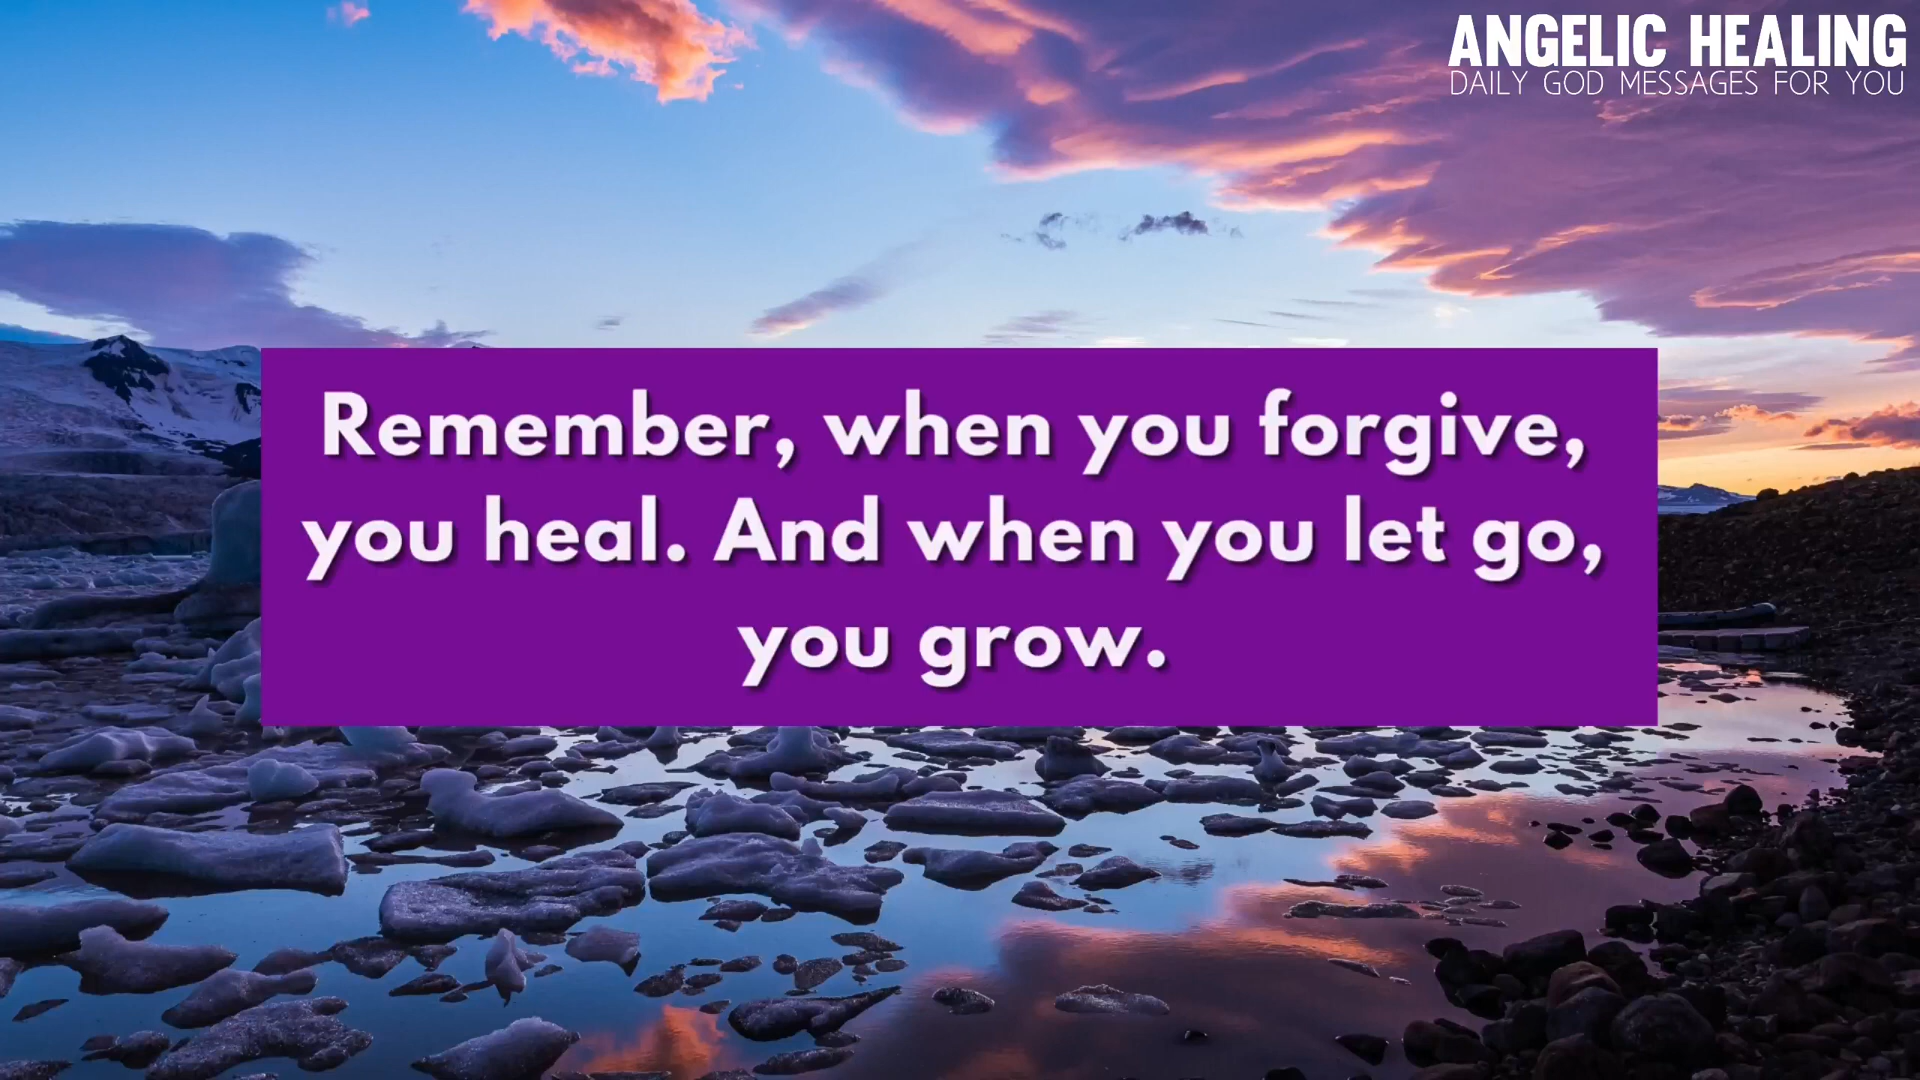 ANGELIC HEALING
DAILY GOD MESSAGES FOR YOU
Remember, when you forgive,
you heal. And when you let go,
you grow.